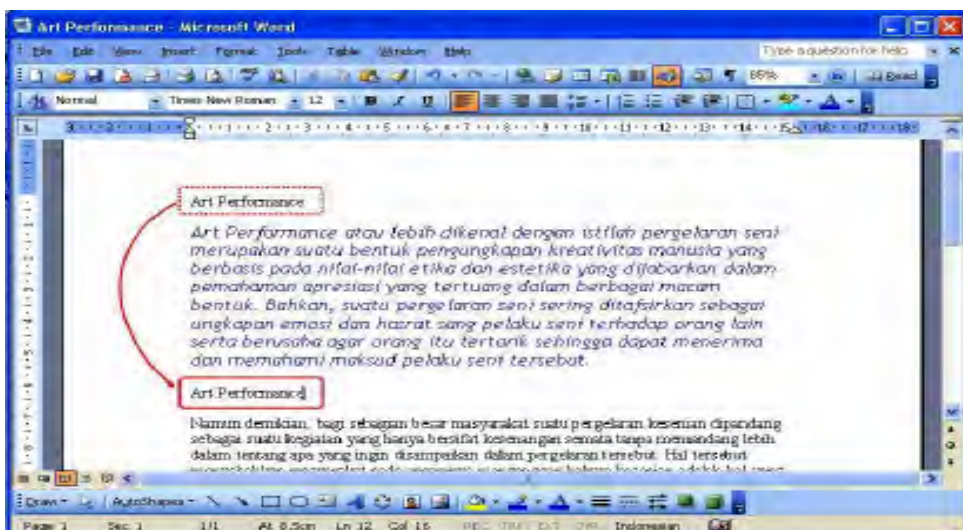 Art Performance - Microsoft Word
File Edit View Insert Format Tools Table Window Help Type a question for help
85% Read
Normal Times New Roman 12
Art Performance
Art Performance atau lebih dikenal dengan istilah pergelaran seni
merupakan suatu bentuk pengungkapan kreativitas manusia yang
berbasis pada nilai-nilai etika dan estetika yang dijabarkan dalam
pemahaman apresiasi yang tertuang dalam berbagai macam
bentuk. Bahkan, suatu pergelaran seni sering ditafsirkan sebagai
ungkapan emosi dan hasrat sang pelaku seni terhadap orang lain
serta berusaha agar orang itu tertarik sehingga dapat menerima
dan memahami maksud pelaku seni tersebut.
Art Performance
Namun demikian, bagi sebagian besar masyarakat suatu pergelaran kesenian dipandang
sebagai suatu kegiatan yang hanya bersifat kesenangan semata tanpa memandang lebih
dalam tentang apa yang ingin disampaikan dalam pergelaran tersebut. Hal tersebut
Draw AutoShapes
Page 1 Sec 1 1/1 At 8.5cm Ln 12 Col 16 REC TRK EXT OVR Indonesian